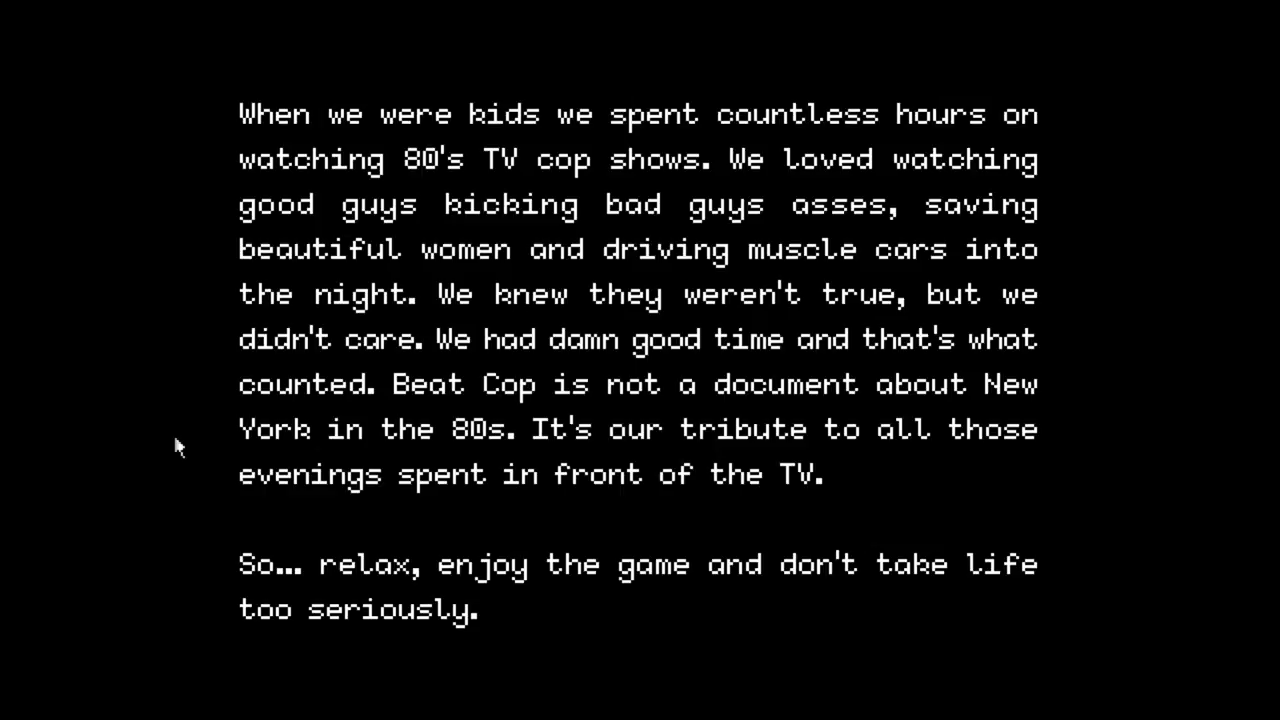 When we were kids we spent countless hours on
watching 80's TV cop shows. We loved watching
good guys kicking bad guys asses, saving
beautiful women and driving muscle cars into
the night. We knew they weren't true, but we
didn't care. We had damn good time and that's what
counted. Beat Cop is not a document about New
York in the 80s. It's our tribute to all those
evenings spent in front of the TV.
So... relax, enjoy the game and don't take life
too seriously.